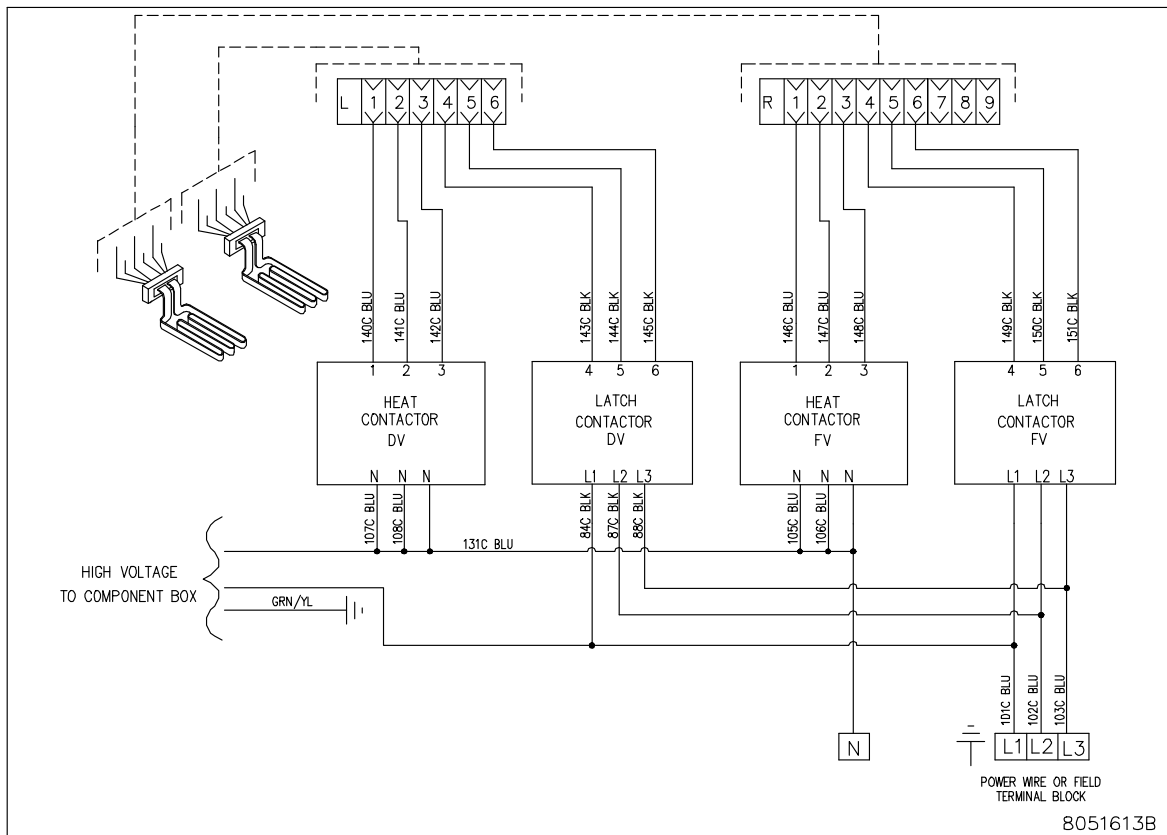 L 1 2 3 4 5 6
R 1 2 3 4 5 6 7 8 9
140C BLU
141C BLU
142C BLU
143C BLK
144C BLK
145C BLK
146C BLU
147C BLU
148C BLU
149C BLK
150C BLK
151C BLK
1 2 3
HEAT
CONTACTOR
DV
N N N
4 5 6
LATCH
CONTACTOR
DV
L1 L2 L3
1 2 3
HEAT
CONTACTOR
FV
N N N
4 5 6
LATCH
CONTACTOR
FV
L1 L2 L3
107C BLU
108C BLU
84C BLK
87C BLK
88C BLK
105C BLU
106C BLU
131C BLU
HIGH VOLTAGE
TO COMPONENT BOX
GRN/YL
101C BLU
102C BLU
103C BLU
N
L1 L2 L3
POWER WIRE OR FIELD
TERMINAL BLOCK
8051613B